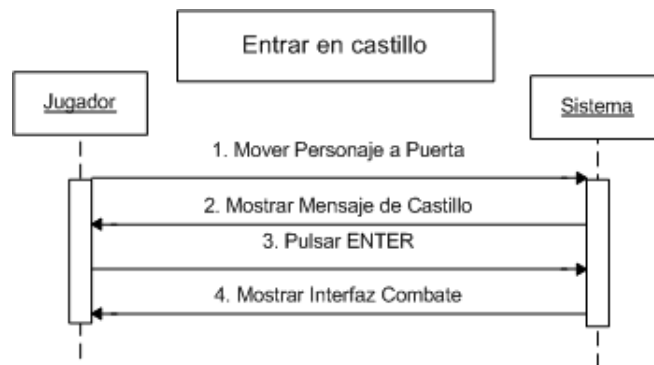 Entrar en castillo
Jugador
Sistema
1. Mover Personaje a Puerta
2. Mostrar Mensaje de Castillo
3. Pulsar ENTER
4. Mostrar Interfaz Combate